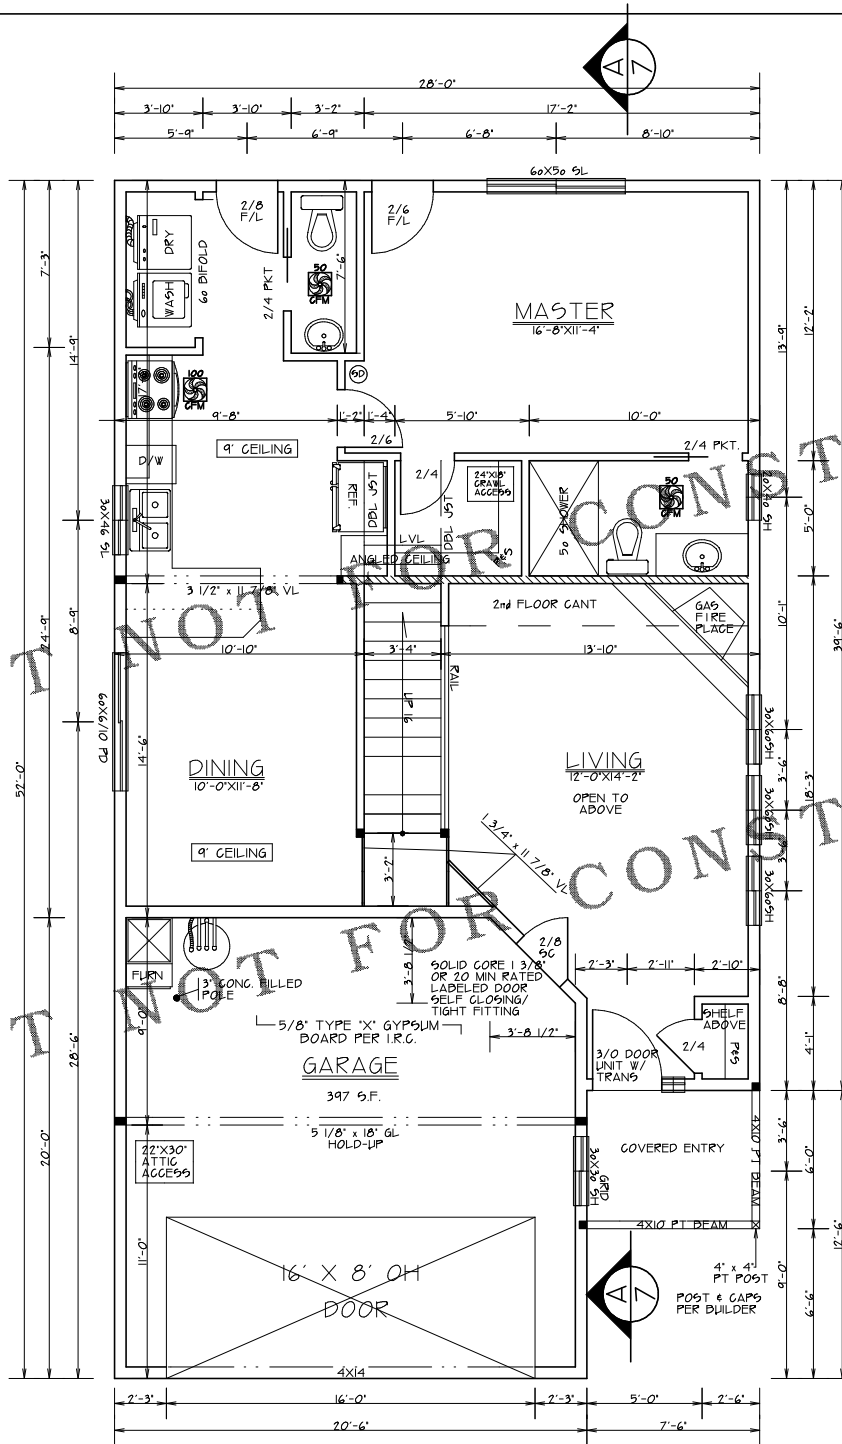 A
7
28'-0"
3'-10"
3'-10"
3'-2"
17'-2"
5'-9"
6'-9"
6'-8"
8'-10"
60X50 SL
2/8
F/L
2/6
F/L
DRY
WASH
60 BIFOLD
2/4 PKT
50
CFM
7'-6"
MASTER
16'-8"X11'-4"
7'-3"
14'-9"
13'-9"
12'-2"
SD
100
CFM
9'-8"
1'-2"
1'-4"
5'-10"
10'-0"
2/6
9' CEILING
D/W
2/4 PKT.
2/4
24"X18"
CRAWL
ACCESS
REF.
DBL JST
DBL JST
50 SHOWER
50
CFM
20X40 SH
5'-0"
30X46 SL
LVL
ANGLED CEILING
R&S
3 1/2" x 11 7/8" VL
2nd FLOOR CANT
GAS
FIRE
PLACE
10'-1"
39'-6"
8'-9"
24'-9"
10'-10"
3'-4"
13'-10"
RAIL
UP 16
60X6/10 PD
52'-0"
14'-6"
DINING
10'-0"X11'-8"
LIVING
12'-0"X14'-2"
OPEN TO
ABOVE
30X60SH
3'-6"
30X60SH
18'-3"
30X60SH
9' CEILING
3'-2"
1 3/4" x 11 7/8" VL
T NOT FOR CONST
T NOT FOR CONST
FURN
3" CONC. FILLED
POLE
9'-0"
3'-8 1/2"
2/8
SC
SOLID CORE 1 3/8"
OR 20 MIN RATED
LABELED DOOR
SELF CLOSING/
TIGHT FITTING
2'-3"
2'-11"
2'-10"
8'-8"
5/8" TYPE "X" GYPSUM
BOARD PER I.R.C.
3'-8 1/2"
SHELF
ABOVE
2/4
4'-1"
28'-6"
GARAGE
397 S.F.
3/0 DOOR
UNIT W/
TRANS
20'-0"
5 1/8" x 18" GL
HOLD-UP
22"X30"
ATTIC
ACCESS
30X30 SH
GRID
COVERED ENTRY
4X10 PT BEAM
4X10 PT BEAM
3'-6"
6'-0"
12'-6"
11'-0"
16' X 8' OH
DOOR
4" x 4"
PT POST
POST & CAPS
PER BUILDER
9'-0"
6'-6"
A
7
4X14
2'-3"
16'-0"
2'-3"
5'-0"
2'-6"
20'-6"
7'-6"